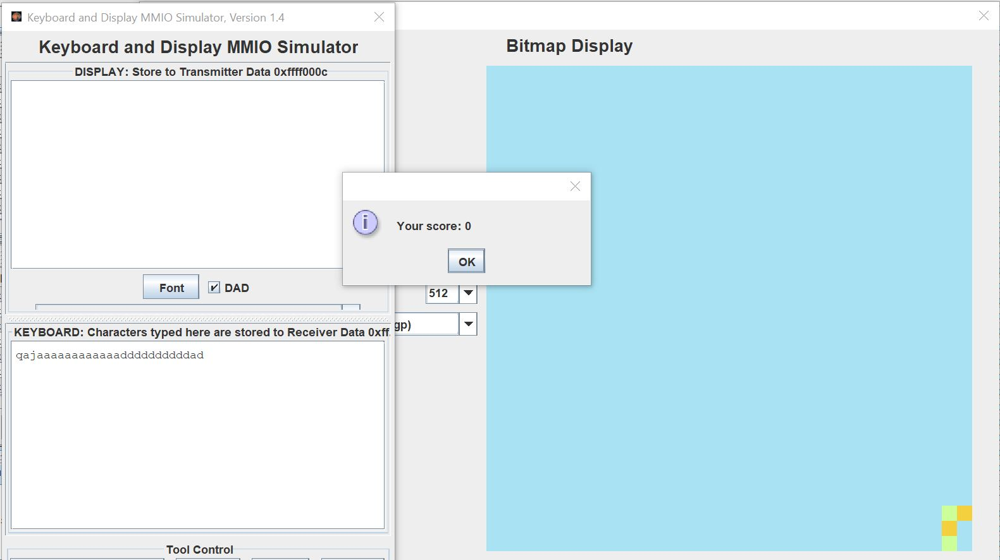 Keyboard and Display MMIO Simulator, Version 1.4
Keyboard and Display MMIO Simulator
DISPLAY: Store to Transmitter Data 0xffff000c
Font
DAD
KEYBOARD: Characters typed here are stored to Receiver Data 0xff
qajaaaaaaaaaaaaddddddddddad
Tool Control
Bitmap Display
Your score: 0
OK
512
gp)